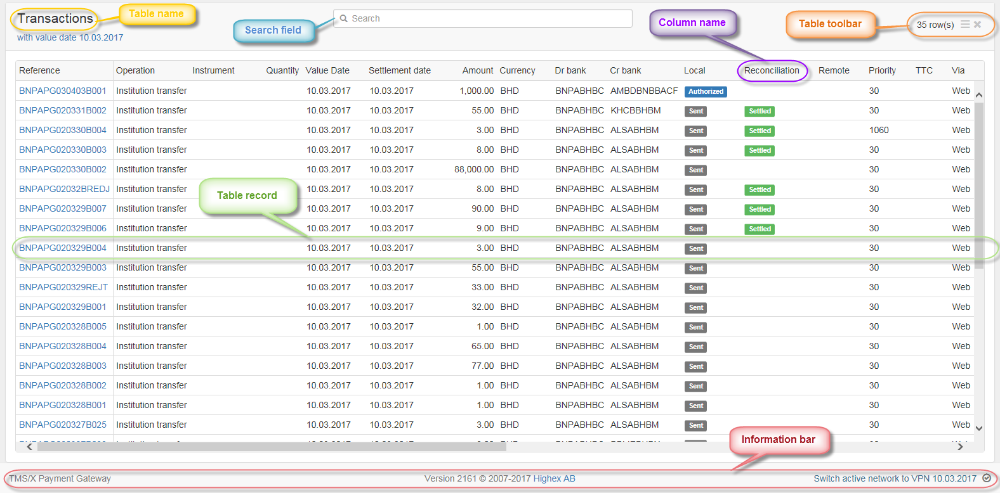 Transactions
Table name
with value date 10.03.2017
Search field
Search
Column name
Table toolbar
35 row(s)
Reference Operation Instrument Quantity Value Date Settlement date Amount Currency Dr bank Cr bank Local Reconciliation Remote Priority TTC Via
BNPAPG030403B001 Institution transfer 10.03.2017 10.03.2017 1,000.00 BHD BNPABHBC AMBDBNBBACF Authorized 30 Web
BNPAPG020331B002 Institution transfer 10.03.2017 10.03.2017 55.00 BHD BNPABHBC KHCBBHBM Sent Settled 30 Web
BNPAPG020330B004 Institution transfer 10.03.2017 10.03.2017 3.00 BHD BNPABHBC ALSABHBM Sent Settled 1060 Web
BNPAPG020330B003 Institution transfer 10.03.2017 10.03.2017 8.00 BHD BNPABHBC ALSABHBM Sent Settled 30 Web
BNPAPG020330B002 Institution transfer 10.03.2017 10.03.2017 88,000.00 BHD BNPABHBC ALSABHBM Sent 30 Web
BNPAPG02032BREDJ Institution transfer 10.03.2017 10.03.2017 8.00 BHD BNPABHBC ALSABHBM Sent Settled 30 Web
Table record
BNPAPG020329B007 Institution transfer 10.03.2017 10.03.2017 90.00 BHD BNPABHBC ALSABHBM Sent Settled 30 Web
BNPAPG020329B006 Institution transfer 10.03.2017 10.03.2017 9.00 BHD BNPABHBC ALSABHBM Sent Settled 30 Web
BNPAPG020329B004 Institution transfer 10.03.2017 10.03.2017 3.00 BHD BNPABHBC ALSABHBM Sent 30 Web
BNPAPG020329B003 Institution transfer 10.03.2017 10.03.2017 55.00 BHD BNPABHBC ALSABHBM Sent 30 Web
BNPAPG020329REJT Institution transfer 10.03.2017 10.03.2017 33.00 BHD BNPABHBC ALSABHBM Sent 30 Web
BNPAPG020329B001 Institution transfer 10.03.2017 10.03.2017 32.00 BHD BNPABHBC ALSABHBM Sent 30 Web
BNPAPG020328B005 Institution transfer 10.03.2017 10.03.2017 1.00 BHD BNPABHBC ALSABHBM Sent 30 Web
BNPAPG020328B004 Institution transfer 10.03.2017 10.03.2017 65.00 BHD BNPABHBC ALSABHBM Sent 30 Web
BNPAPG020328B003 Institution transfer 10.03.2017 10.03.2017 77.00 BHD BNPABHBC ALSABHBM Sent 30 Web
BNPAPG020328B002 Institution transfer 10.03.2017 10.03.2017 1.00 BHD BNPABHBC ALSABHBM Sent 30 Web
BNPAPG020328B001 Institution transfer 10.03.2017 10.03.2017 1.00 BHD BNPABHBC ALSABHBM Sent 30 Web
BNPAPG020327B025 Institution transfer 10.03.2017 10.03.2017 3.00 BHD BNPABHBC ALSABHBM Sent 30 Web
Information bar
TMS/X Payment Gateway Version 2161 © 2007-2017 Highex AB Switch active network to VPN 10.03.2017